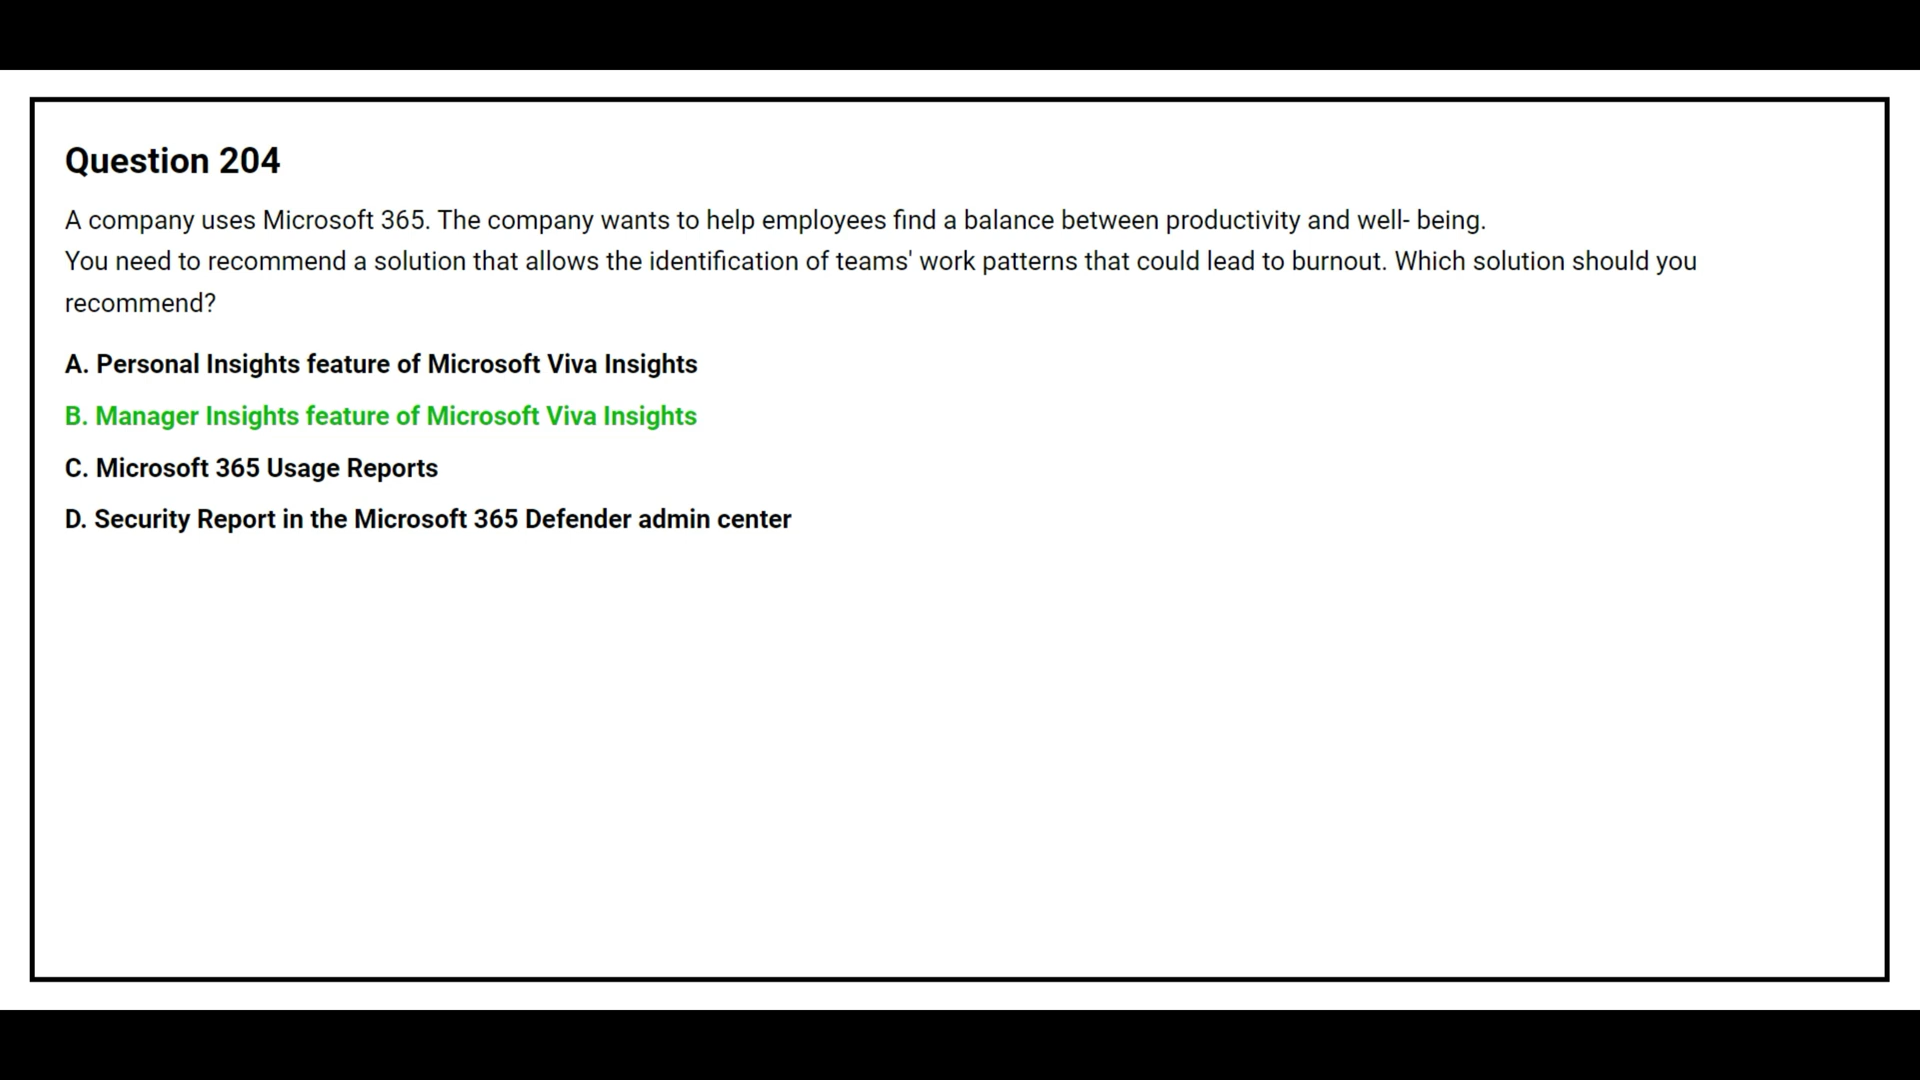 Question 204
A company uses Microsoft 365. The company wants to help employees find a balance between productivity and well- being.
You need to recommend a solution that allows the identification of teams' work patterns that could lead to burnout. Which solution should you
recommend?
A. Personal Insights feature of Microsoft Viva Insights
B. Manager Insights feature of Microsoft Viva Insights
C. Microsoft 365 Usage Reports
D. Security Report in the Microsoft 365 Defender admin center